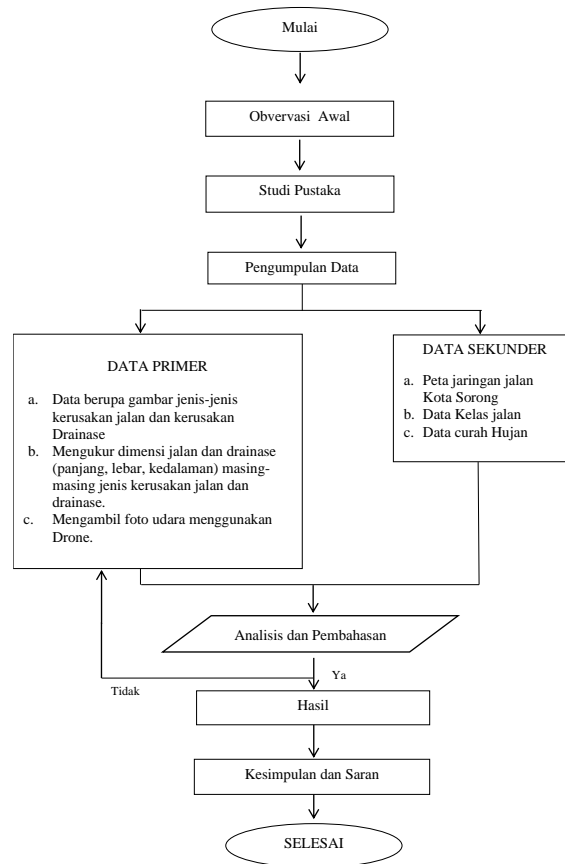 Mulai
Obvervasi Awal
Studi Pustaka
Pengumpulan Data
DATA PRIMER
a. Data berupa gambar jenis-jenis
kerusakan jalan dan kerusakan
Drainase
b. Mengukur dimensi jalan dan drainase
(panjang, lebar, kedalaman) masing-
masing jenis kerusakan jalan dan
drainase.
c. Mengambil foto udara menggunakan
Drone.
DATA SEKUNDER
a. Peta jaringan jalan
Kota Sorong
b. Data Kelas jalan
c. Data curah Hujan
Analisis dan Pembahasan
Ya
Tidak
Hasil
Kesimpulan dan Saran
SELESAI